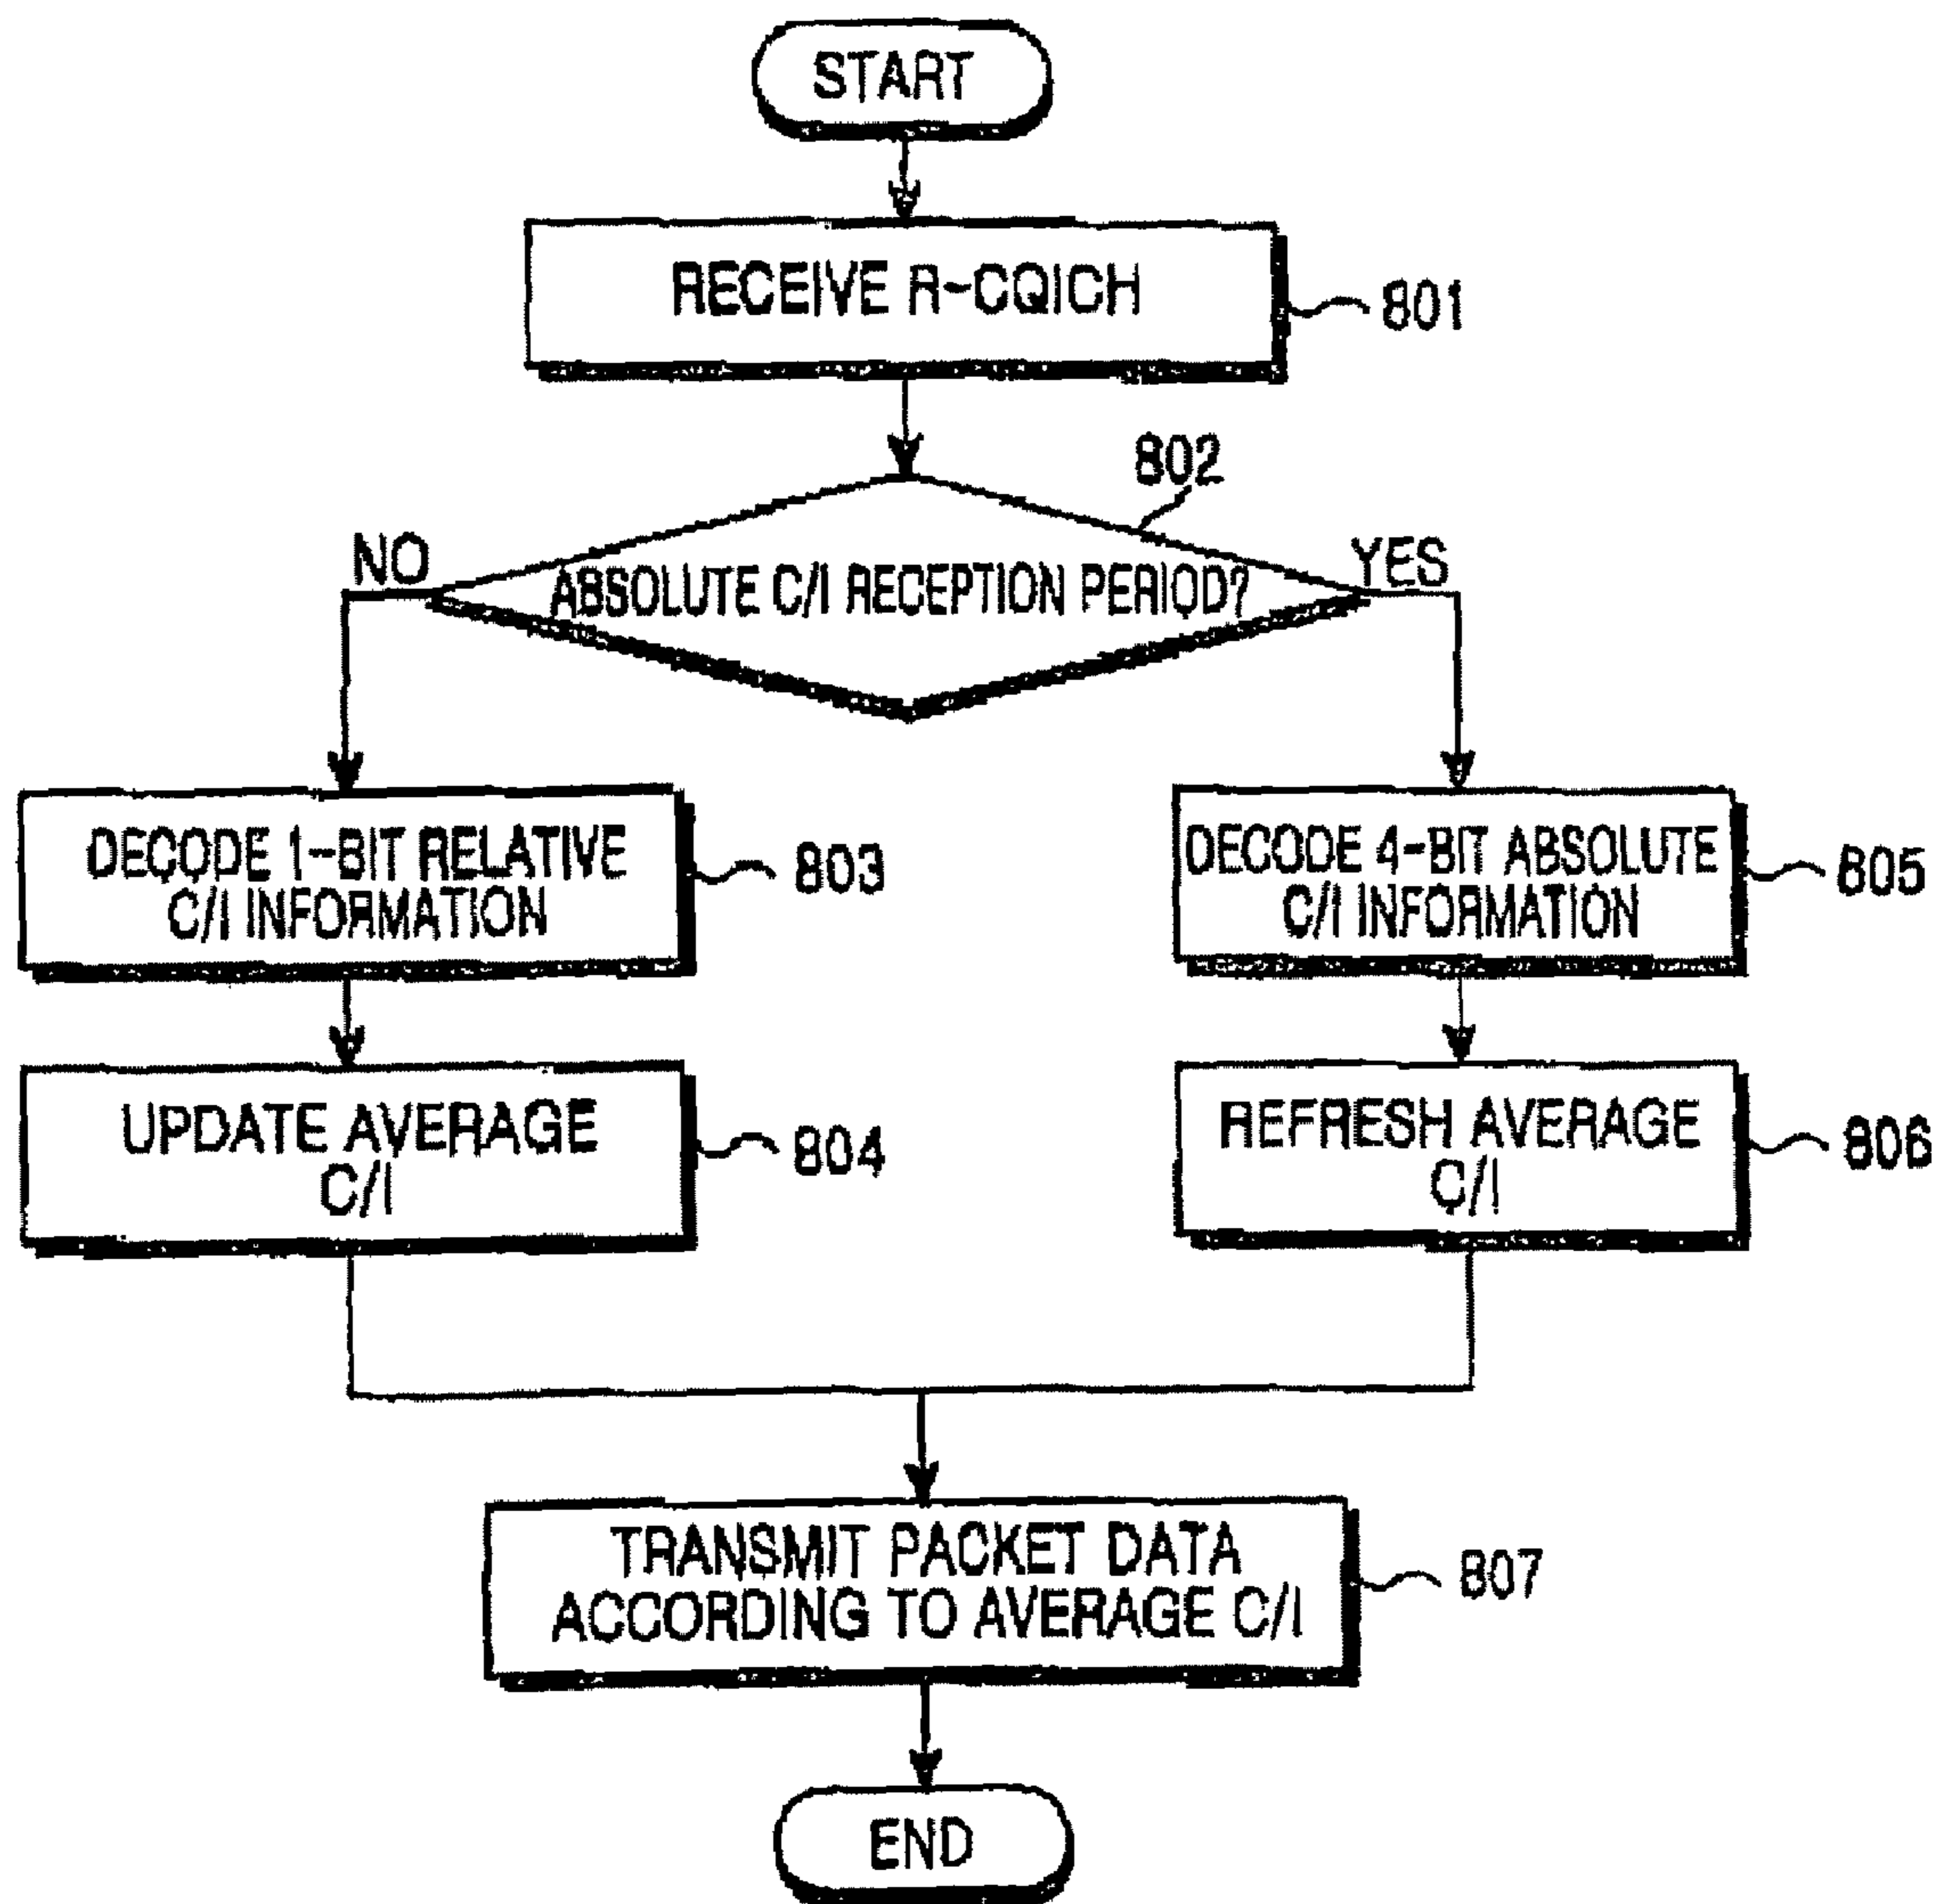 START
RECEIVE R-CQICH
801
802
NO
ABSOLUTE C/I RECEPTION PERIOD?
YES
DECODE 1-BIT RELATIVE
C/I INFORMATION
803
DECODE 4-BIT ABSOLUTE
C/I INFORMATION
805
UPDATE AVERAGE
C/I
804
REFRESH AVERAGE
C/I
806
TRANSMIT PACKET DATA
ACCORDING TO AVERAGE C/I
807
END